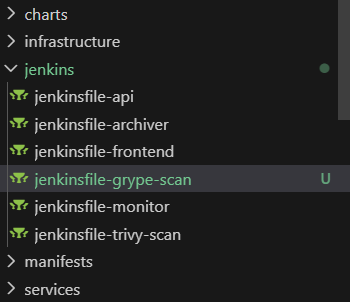 charts
infrastructure
jenkins
jenkinsfile-api
jenkinsfile-archiver
jenkinsfile-frontend
jenkinsfile-grype-scan U
jenkinsfile-monitor
jenkinsfile-trivy-scan
manifests
services